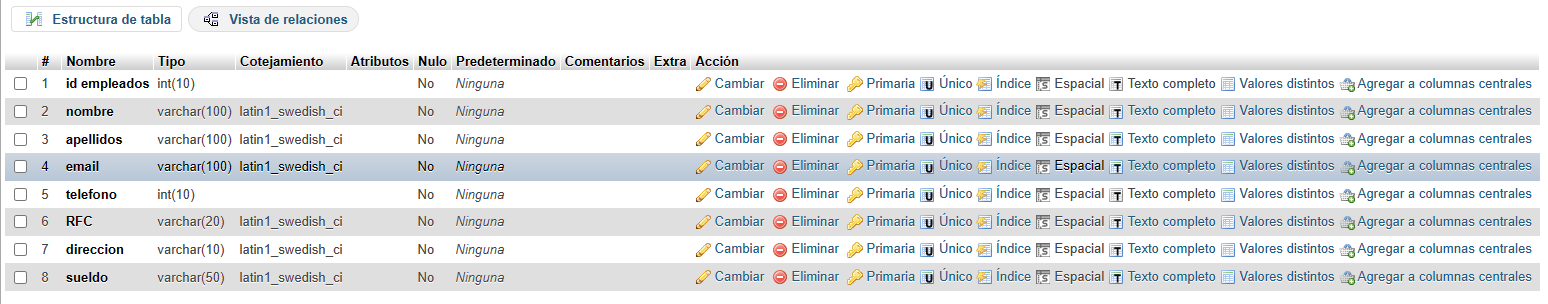 Estructura de tabla Vista de relaciones
# Nombre Tipo Cotejamiento Atributos Nulo Predeterminado Comentarios Extra Acción
1 id empleados int(10) No Ninguna Cambiar Eliminar Primaria Único Índice Espacial Texto completo Valores distintos Agregar a columnas centrales
2 nombre varchar(100) latin1_swedish_ci No Ninguna Cambiar Eliminar Primaria Único Índice Espacial Texto completo Valores distintos Agregar a columnas centrales
3 apellidos varchar(100) latin1_swedish_ci No Ninguna Cambiar Eliminar Primaria Único Índice Espacial Texto completo Valores distintos Agregar a columnas centrales
4 email varchar(100) latin1_swedish_ci No Ninguna Cambiar Eliminar Primaria Único Índice Espacial Texto completo Valores distintos Agregar a columnas centrales
5 telefono int(10) No Ninguna Cambiar Eliminar Primaria Único Índice Espacial Texto completo Valores distintos Agregar a columnas centrales
6 RFC varchar(20) latin1_swedish_ci No Ninguna Cambiar Eliminar Primaria Único Índice Espacial Texto completo Valores distintos Agregar a columnas centrales
7 direccion varchar(10) latin1_swedish_ci No Ninguna Cambiar Eliminar Primaria Único Índice Espacial Texto completo Valores distintos Agregar a columnas centrales
8 sueldo varchar(50) latin1_swedish_ci No Ninguna Cambiar Eliminar Primaria Único Índice Espacial Texto completo Valores distintos Agregar a columnas centrales